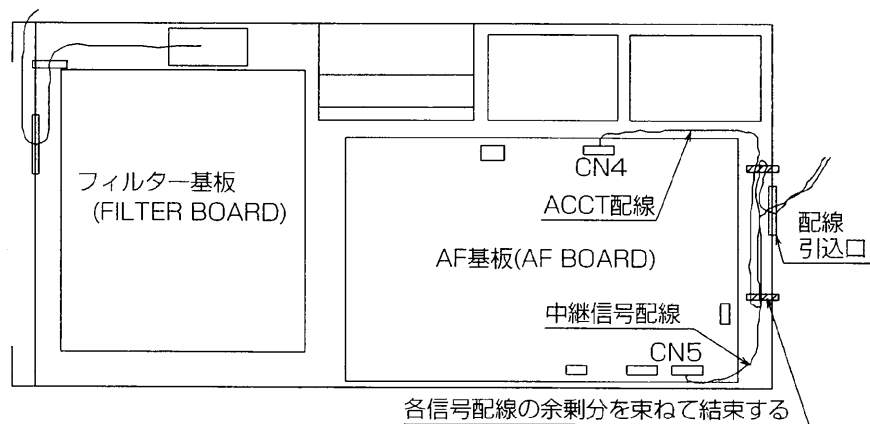 フィルター基板
(FILTER BOARD)
CN4
ACCT配線
AF基板(AF BOARD)
配線
引込口
中継信号配線
CN5
各信号配線の余剰分を束ねて結束する